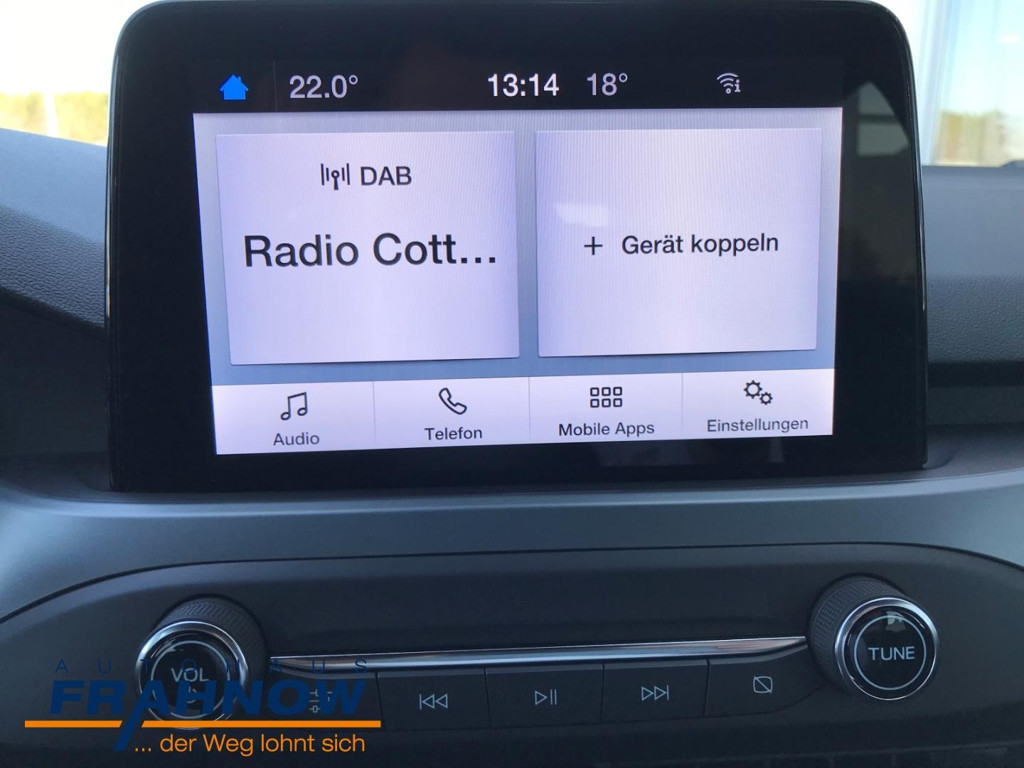 22.0° 13:14 18°
DAB
Radio Cott...
+ Gerät koppeln
Audio Telefon Mobile Apps Einstellungen
VOL TUNE
AUTOHAUS
FRAHNOW
... der Weg lohnt sich